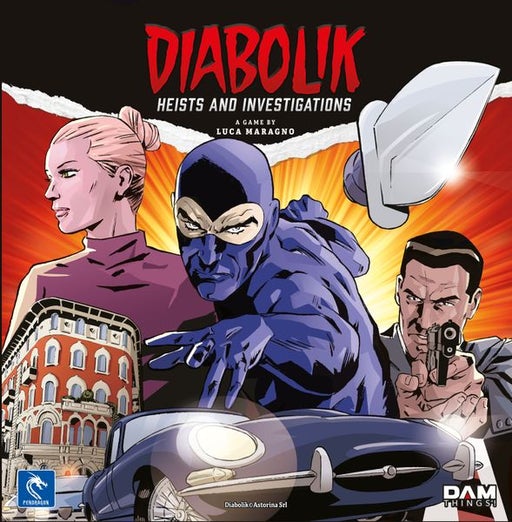 DIABOLIK
HEISTS AND INVESTIGATIONS
A GAME BY
LUCA MARAGNO
PENDRAGON
Diabolik©Astorina Srl
DAM
THINGS!